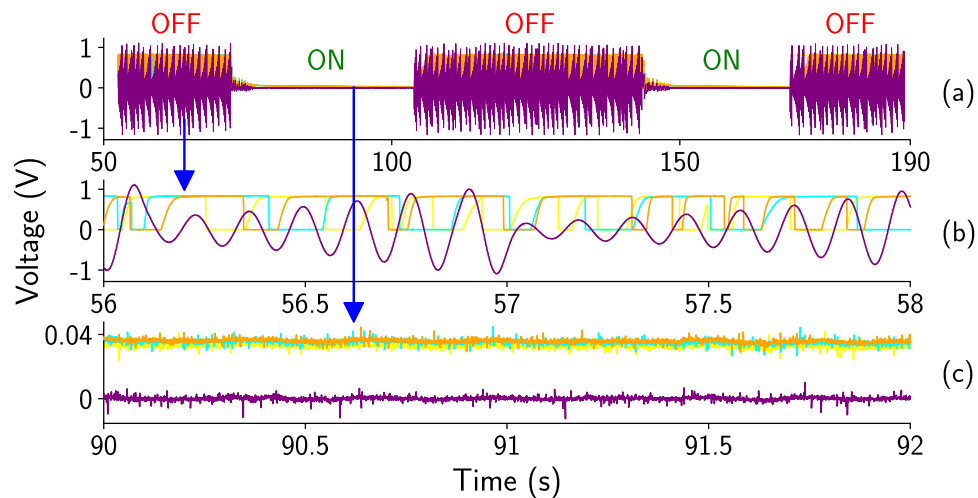 OFF OFF OFF
ON ON
1
0
-1
(a)
50 100 150 190
1
0
-1
(b)
56 56.5 57 57.5 58
0.04
0
(c)
90 90.5 91 91.5 92
Voltage (V)
Time (s)